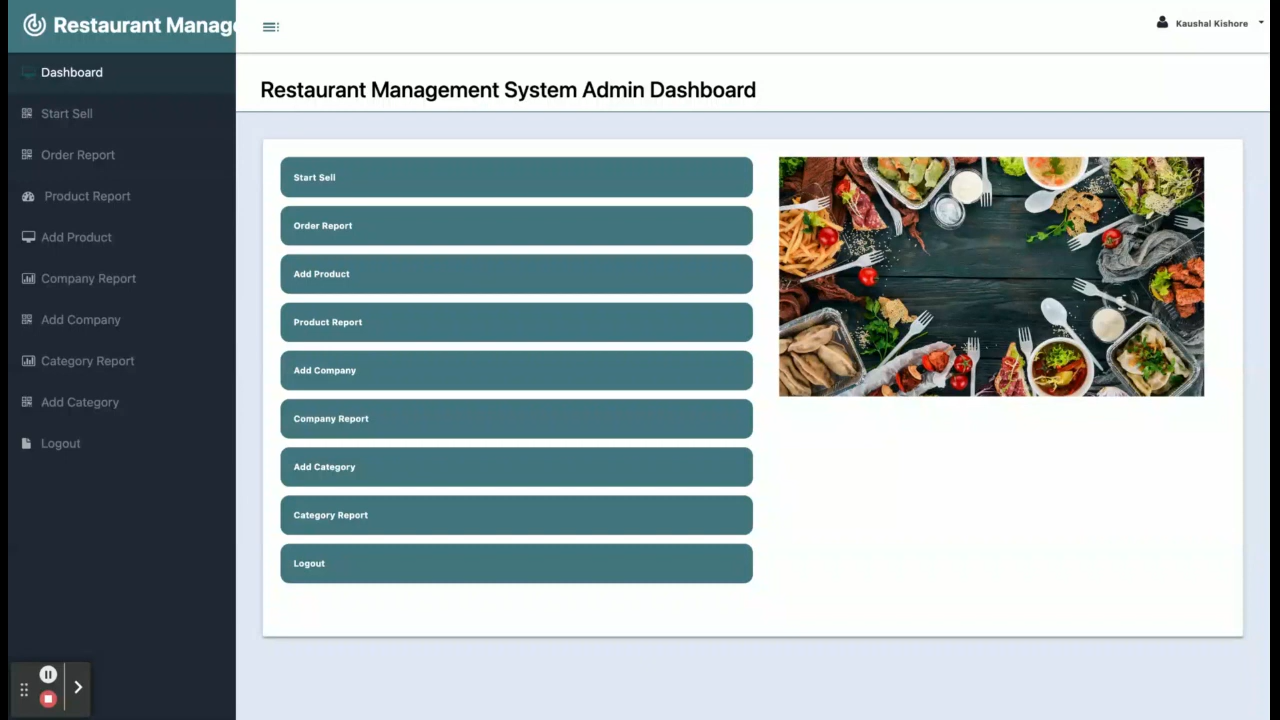 Restaurant Manage
Kaushal Kishore
Dashboard
Start Sell
Order Report
Product Report
Add Product
Company Report
Add Company
Category Report
Add Category
Logout
Restaurant Management System Admin Dashboard
Start Sell
Order Report
Add Product
Product Report
Add Company
Company Report
Add Category
Category Report
Logout